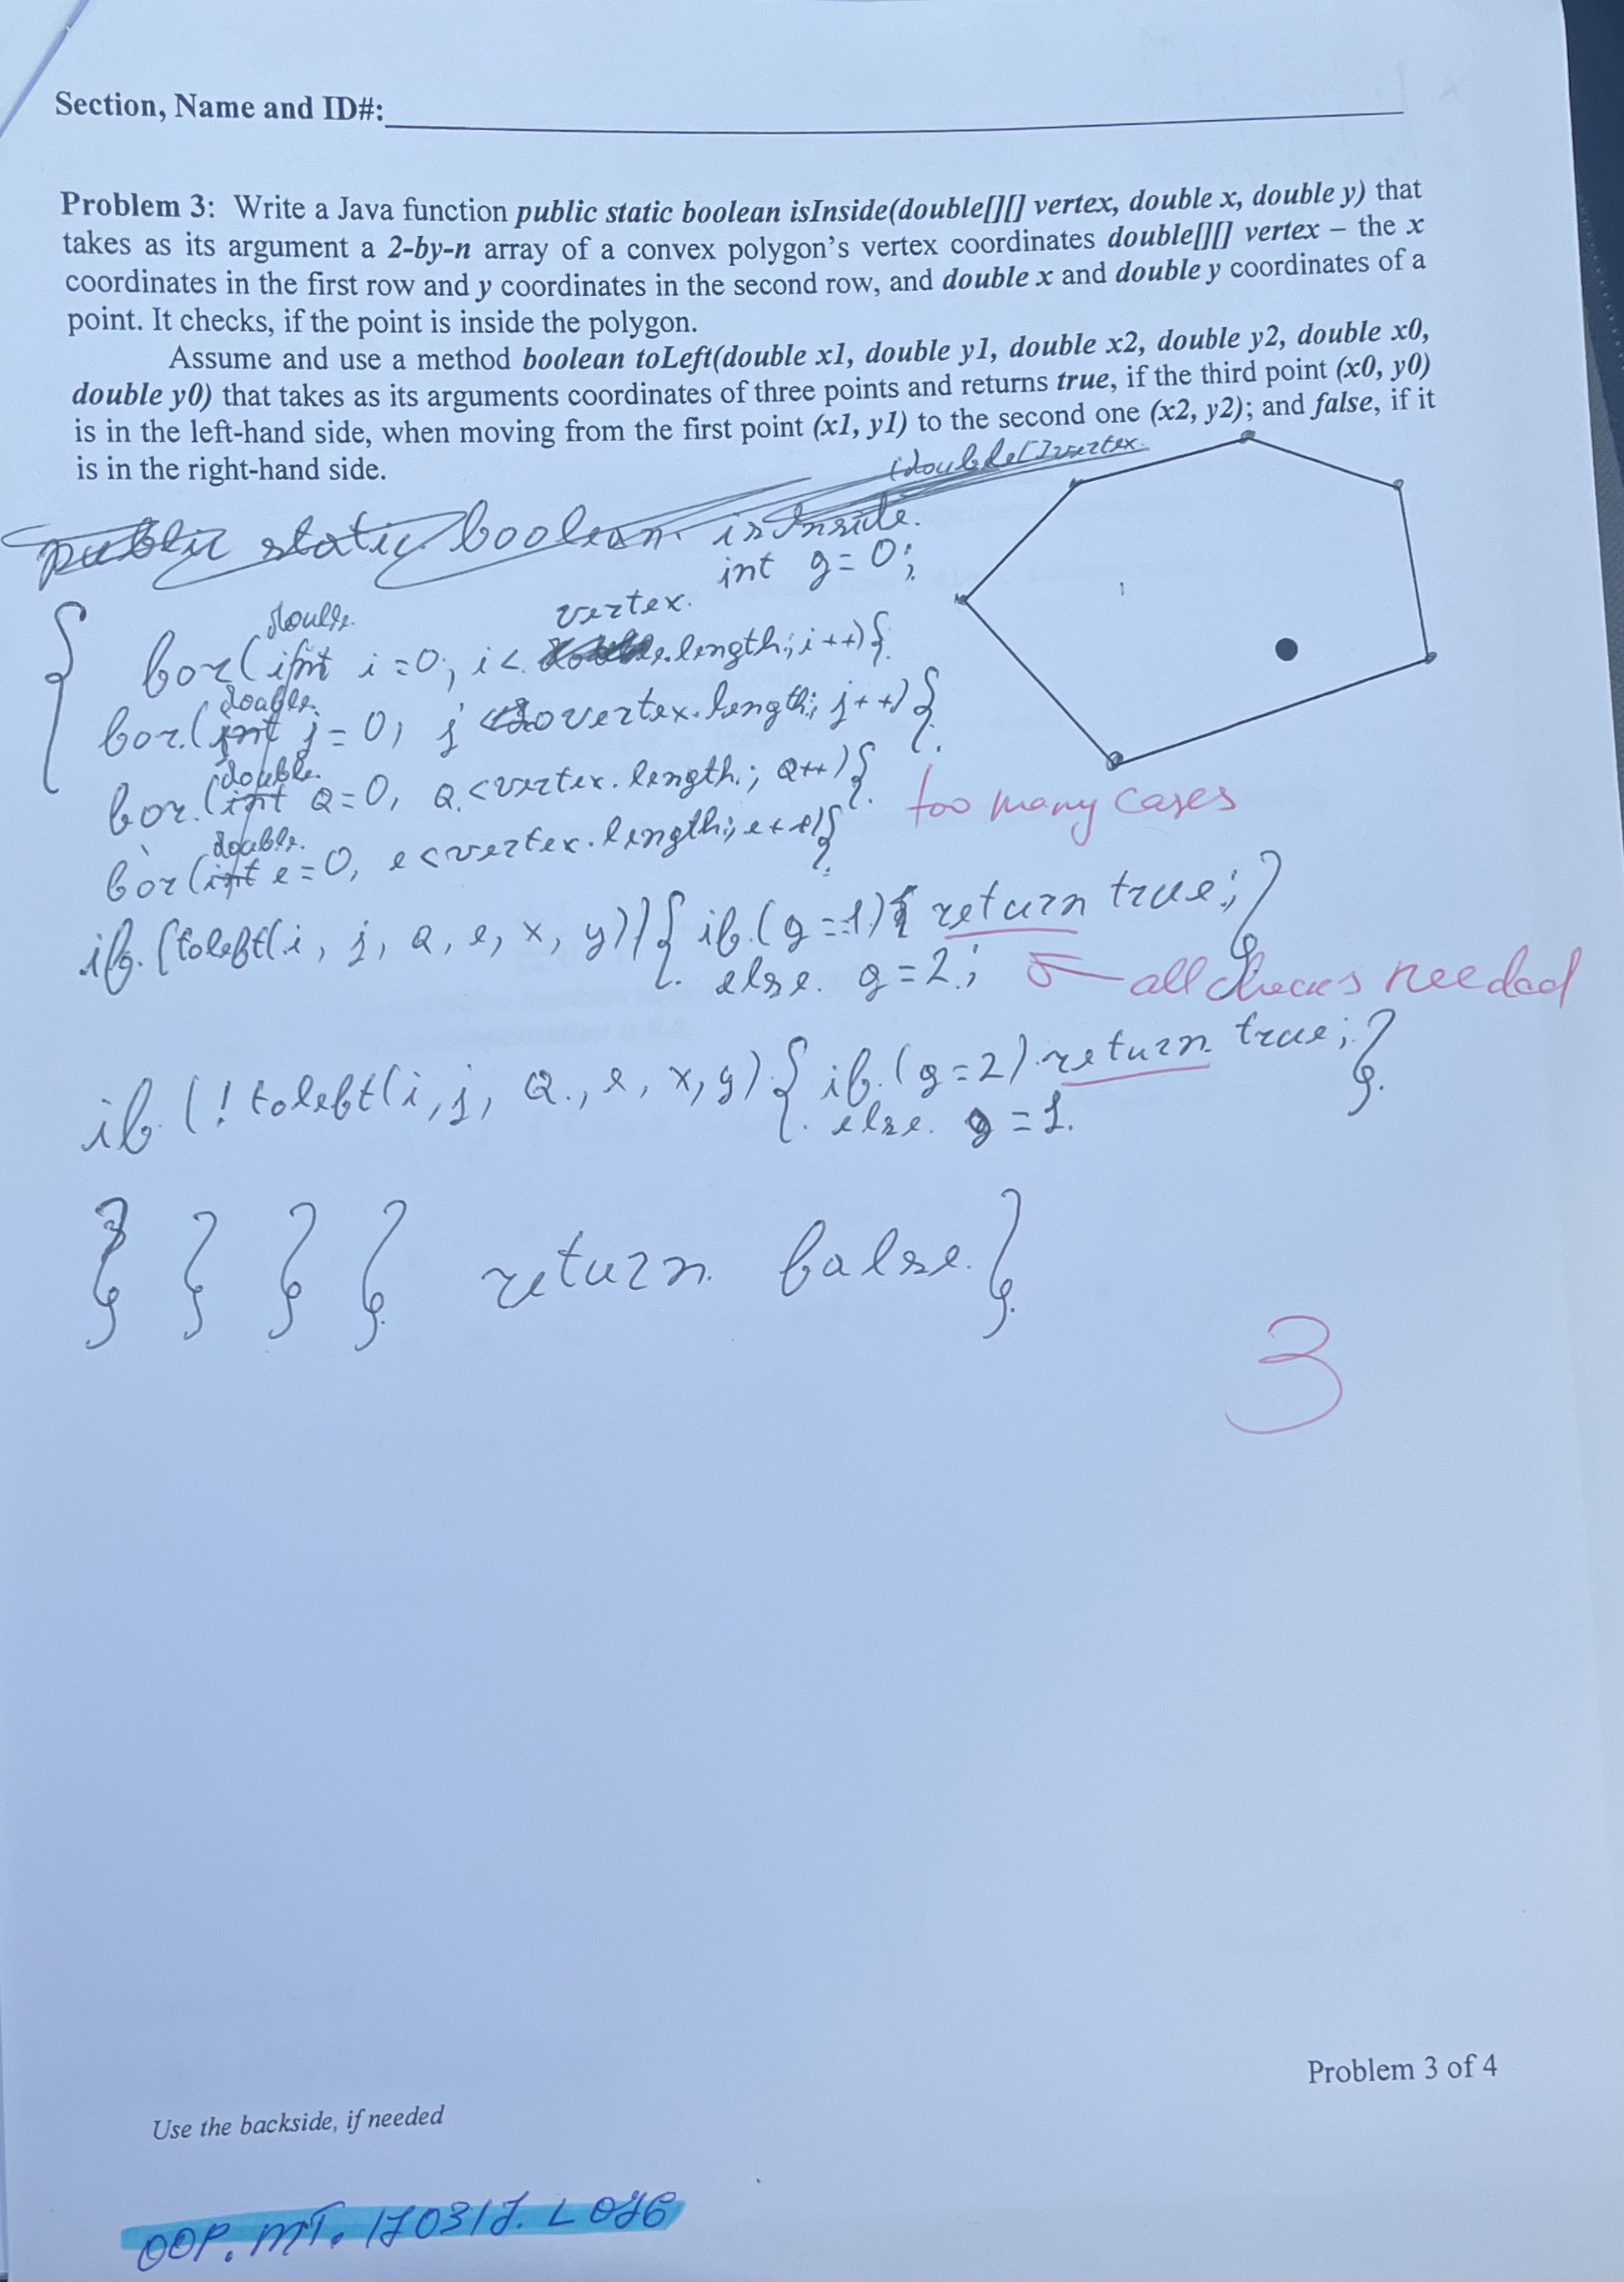 Section, Name and ID#:
Problem 3: Write a Java function public static boolean isInside(double[][] vertex, double x, double y) that
takes as its argument a 2-by-n array of a convex polygon's vertex coordinates double[][] vertex – the x
coordinates in the first row and y coordinates in the second row, and double x and double y coordinates of a
point. It checks, if the point is inside the polygon.
Assume and use a method boolean toLeft(double x1, double y1, double x2, double y2, double x0,
double y0) that takes as its arguments coordinates of three points and returns true, if the third point (x0, y0)
is in the left-hand side, when moving from the first point (x1, y1) to the second one (x2, y2); and false, if it
is in the right-hand side.
(double[]vertex
public static boolean isInside.
int g=0;
double. vertex.
{ for(int i=0; i< .length; i++){
double.
for.(int j=0, j < vertex.length; j++){
double.
for.(int Q=0, Q.<vertex.length.; Q++){
too many cases
double.
for(int e=0, e<vertex.length; e++){
if.(toleft(i, j, Q, e, x, y)){ if.(g=1){ return true; }
else. g=2; all checks needed
if.(!toleft(i, j, Q., e, x, y).{ if.(g=2) return true; }
else. g=1.
} } } } return false. }
3
Problem 3 of 4
Use the backside, if needed
OOP. MT. 170317. L 076